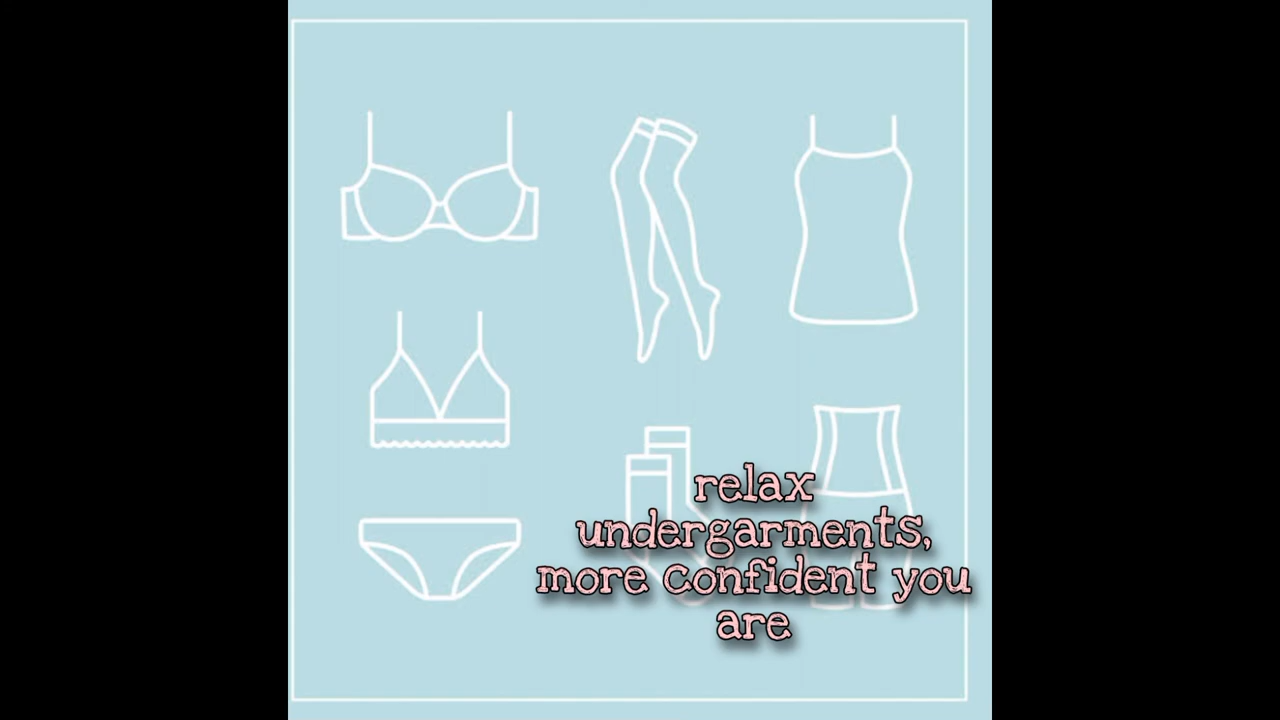 relax
undergarments,
more confident you
are